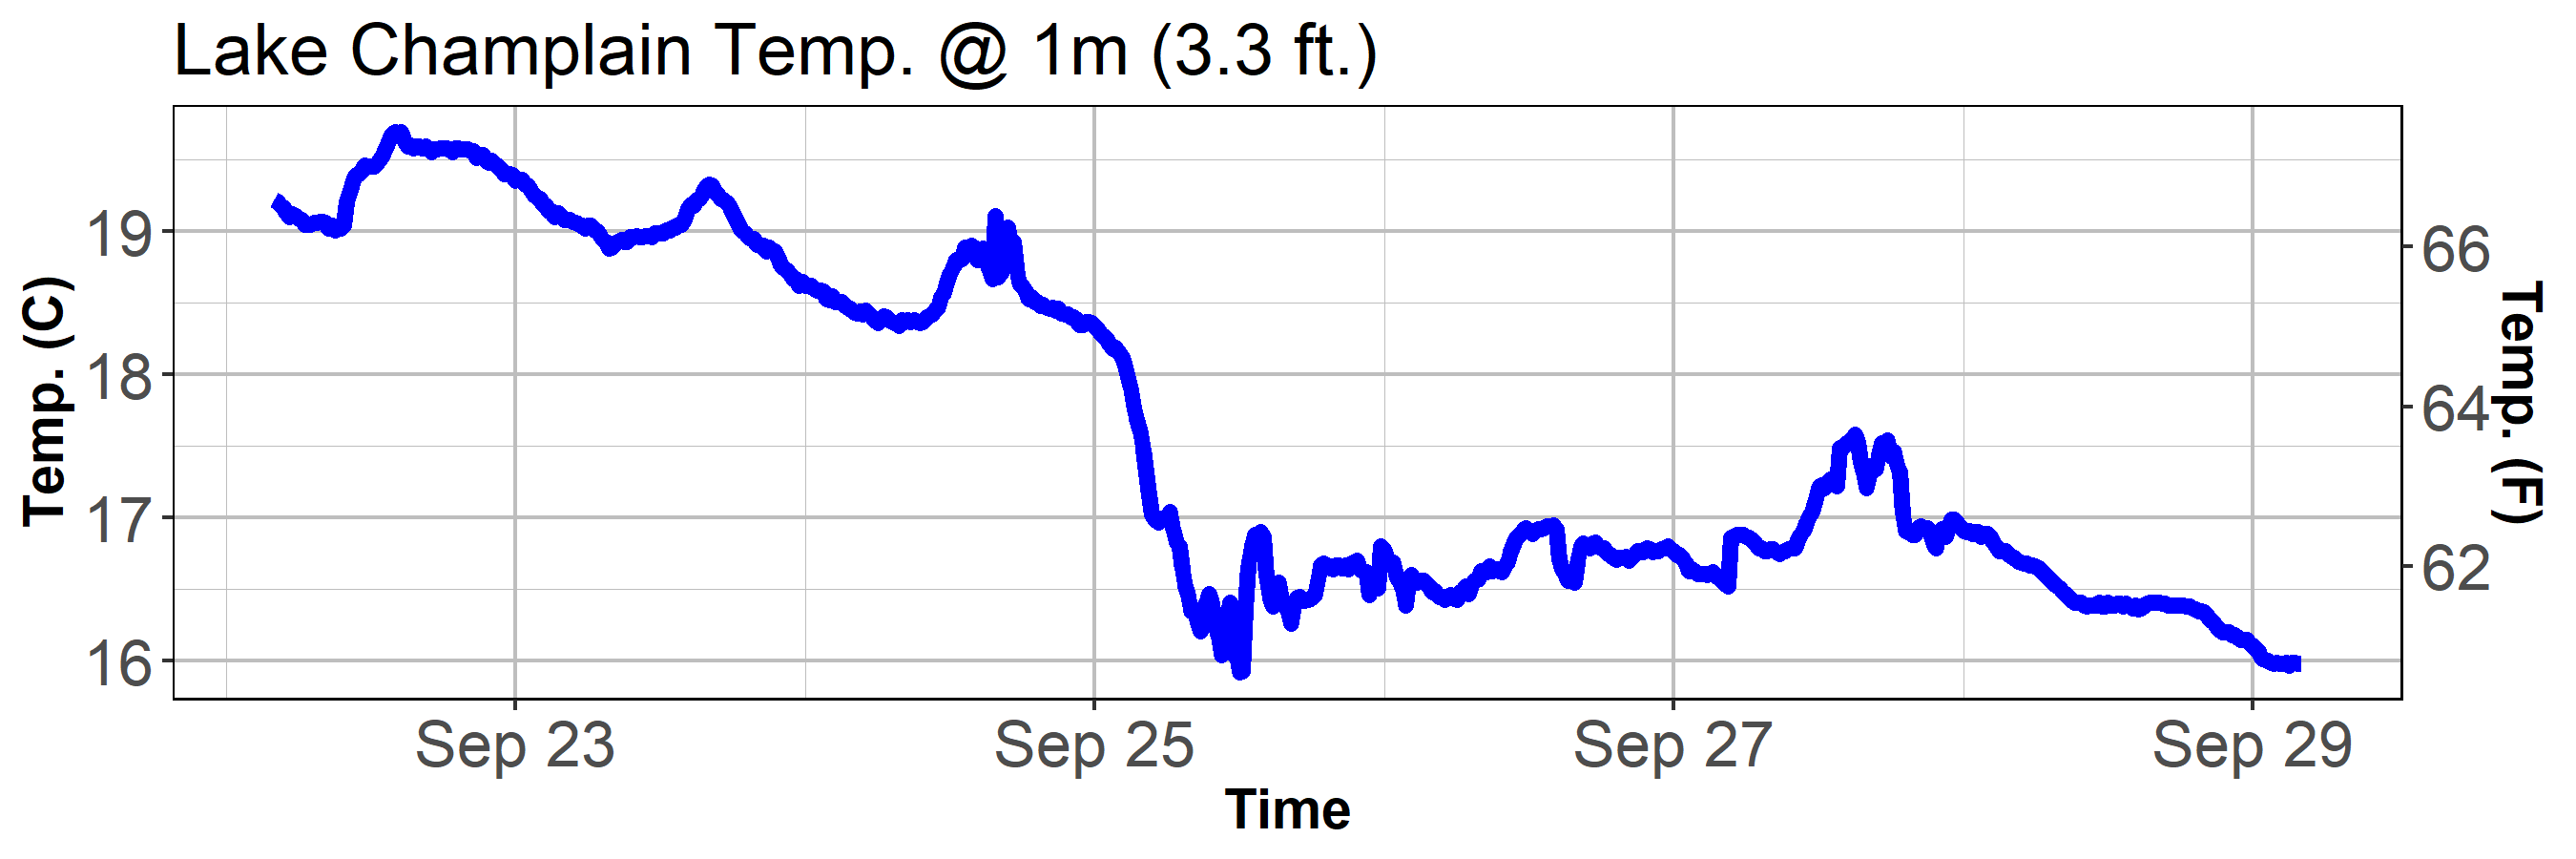 Lake Champlain Temp. @ 1m (3.3 ft.)
Temp. (C)
19
18
17
16
66
64
62
Temp. (F)
Sep 23
Sep 25
Sep 27
Sep 29
Time